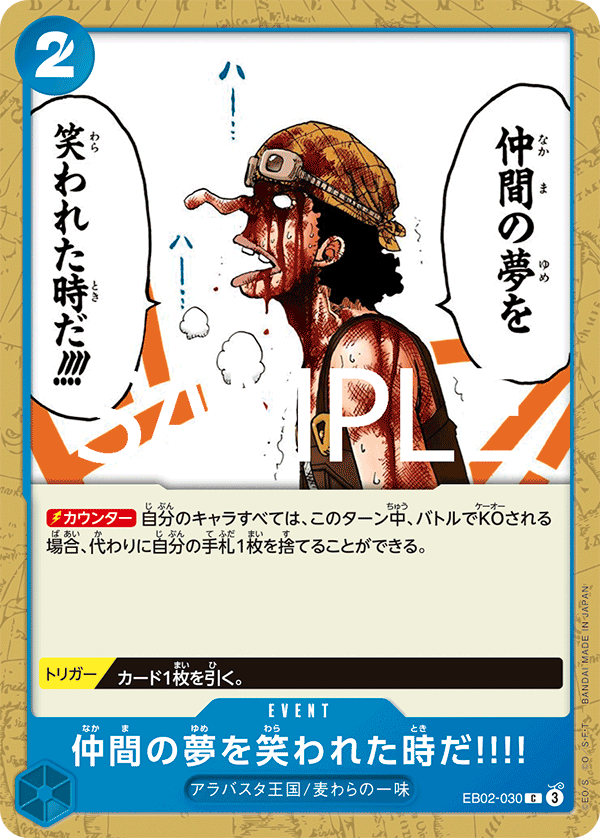 2
仲間の夢を
笑われた時だ!!!!
ハー…
ハー…
カウンター 自分のキャラすべては、このターン中、バトルでKOされる
場合、代わりに自分の手札1枚を捨てることができる。
トリガー カード1枚を引く。
EVENT
仲間の夢を笑われた時だ!!!!
アラバスタ王国/麦わらの一味
EB02-030 C 3
©E.O./S. ©O./S.・F・T BANDAI MADE IN JAPAN